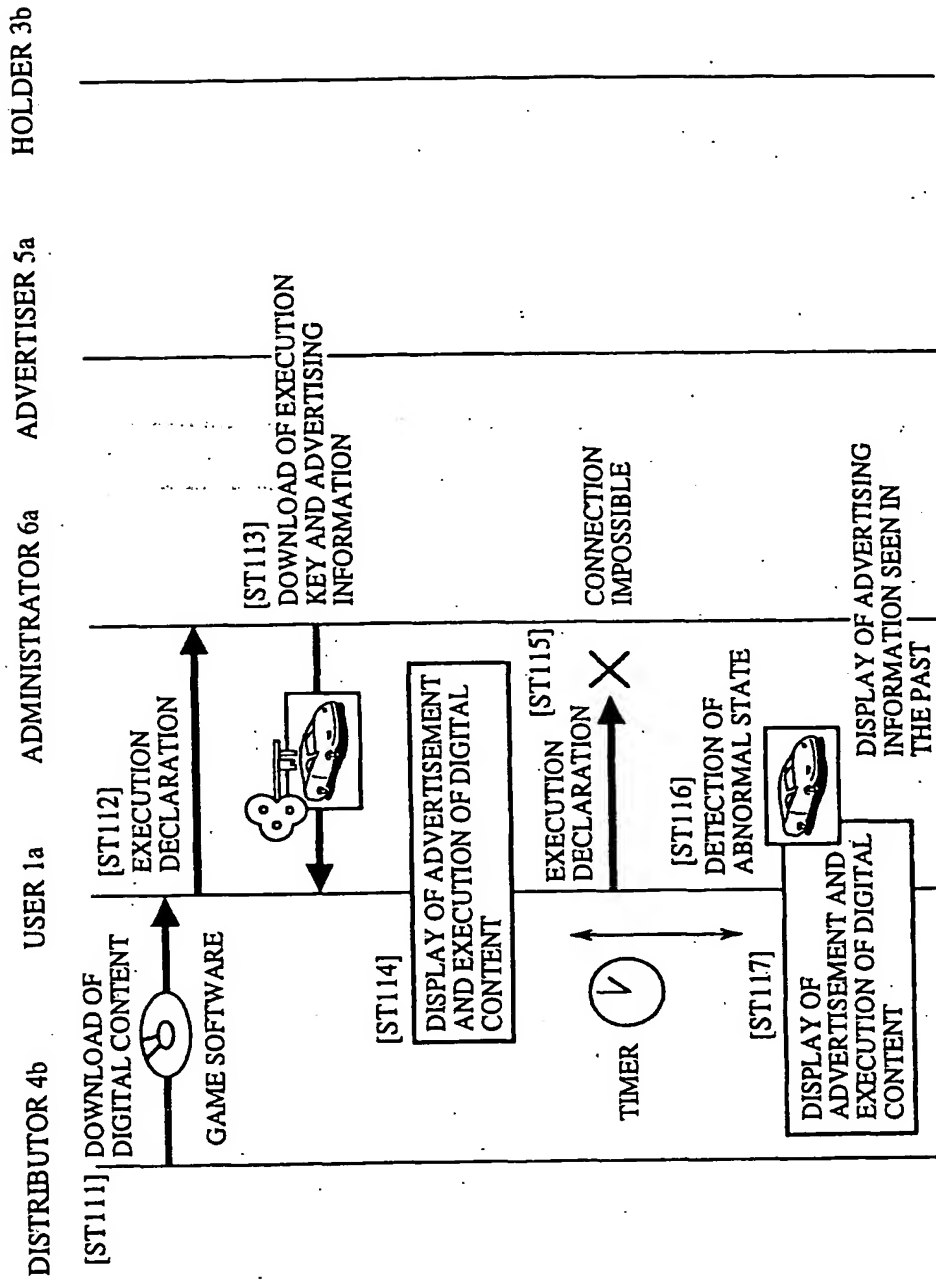 DISTRIBUTOR 4b
USER 1a
ADMINISTRATOR 6a
ADVERTISER 5a
HOLDER 3b
[ST111]
DOWNLOAD OF
DIGITAL CONTENT
GAME SOFTWARE
[ST112]
EXECUTION
DECLARATION
[ST113]
DOWNLOAD OF EXECUTION
KEY AND ADVERTISING
INFORMATION
[ST114]
DISPLAY OF ADVERTISEMENT
AND EXECUTION OF DIGITAL
CONTENT
[ST115]
EXECUTION
DECLARATION
CONNECTION
IMPOSSIBLE
TIMER
[ST116]
DETECTION OF
ABNORMAL STATE
[ST117]
DISPLAY OF
ADVERTISEMENT AND
EXECUTION OF DIGITAL
CONTENT
DISPLAY OF ADVERTISING
INFORMATION SEEN IN
THE PAST